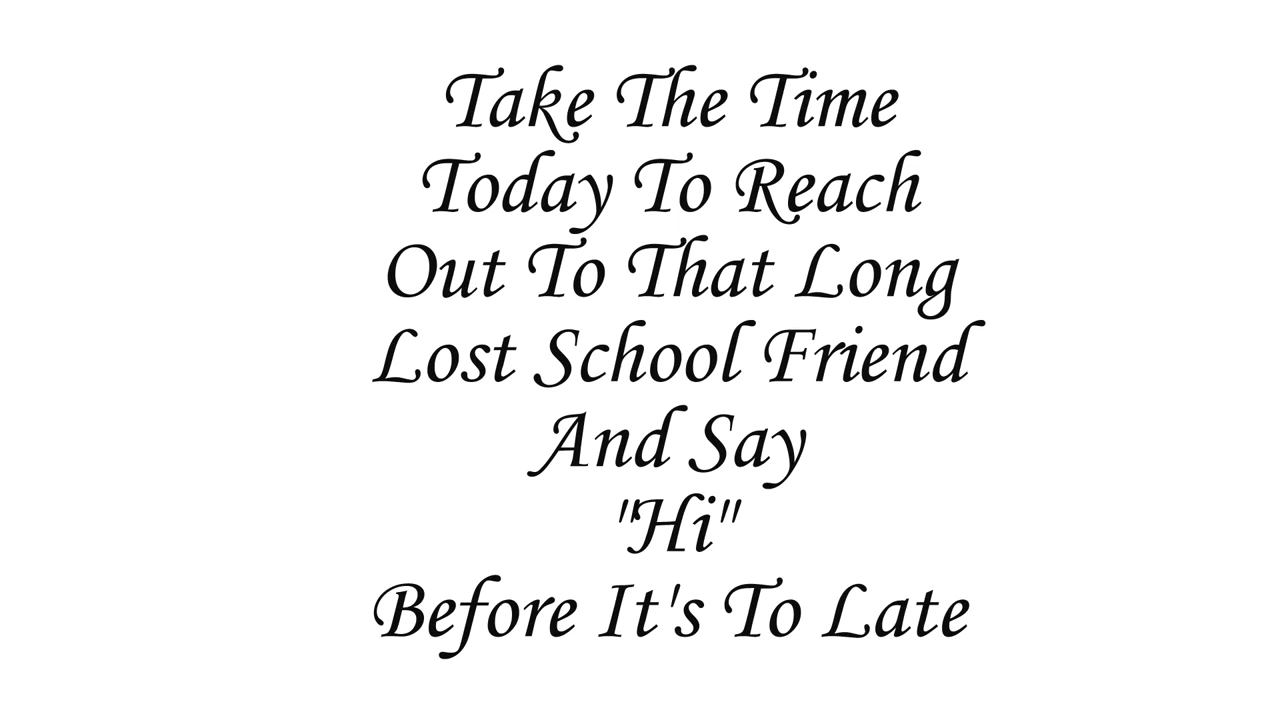 Take The Time
Today To Reach
Out To That Long
Lost School Friend
And Say
"Hi"
Before It's To Late